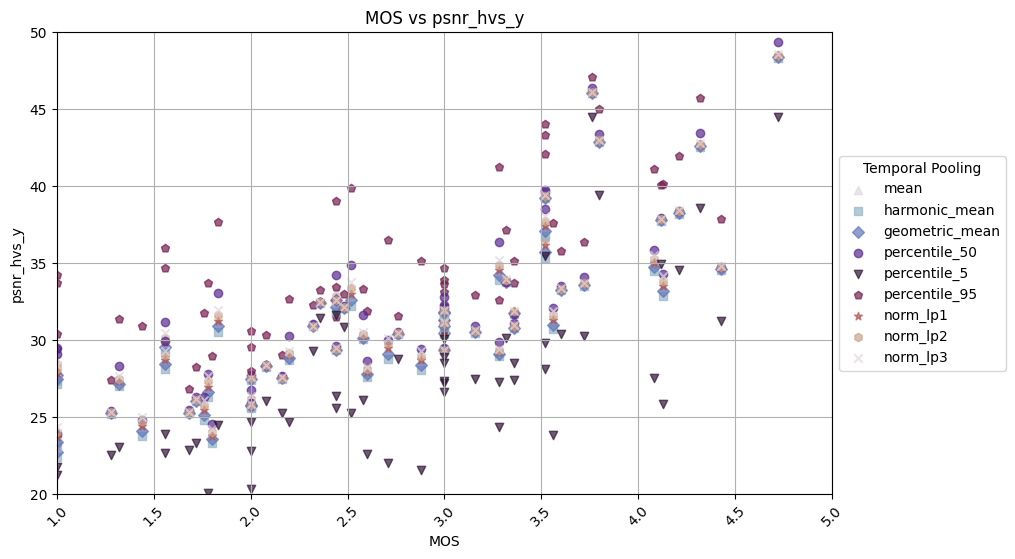 MOS vs psnr_hvs_y
psnr_hvs_y
50
45
40
35
30
25
20
1.0
1.5
2.0
2.5
3.0
3.5
4.0
4.5
5.0
MOS
Temporal Pooling
mean
harmonic_mean
geometric_mean
percentile_50
percentile_5
percentile_95
norm_lp1
norm_lp2
norm_lp3